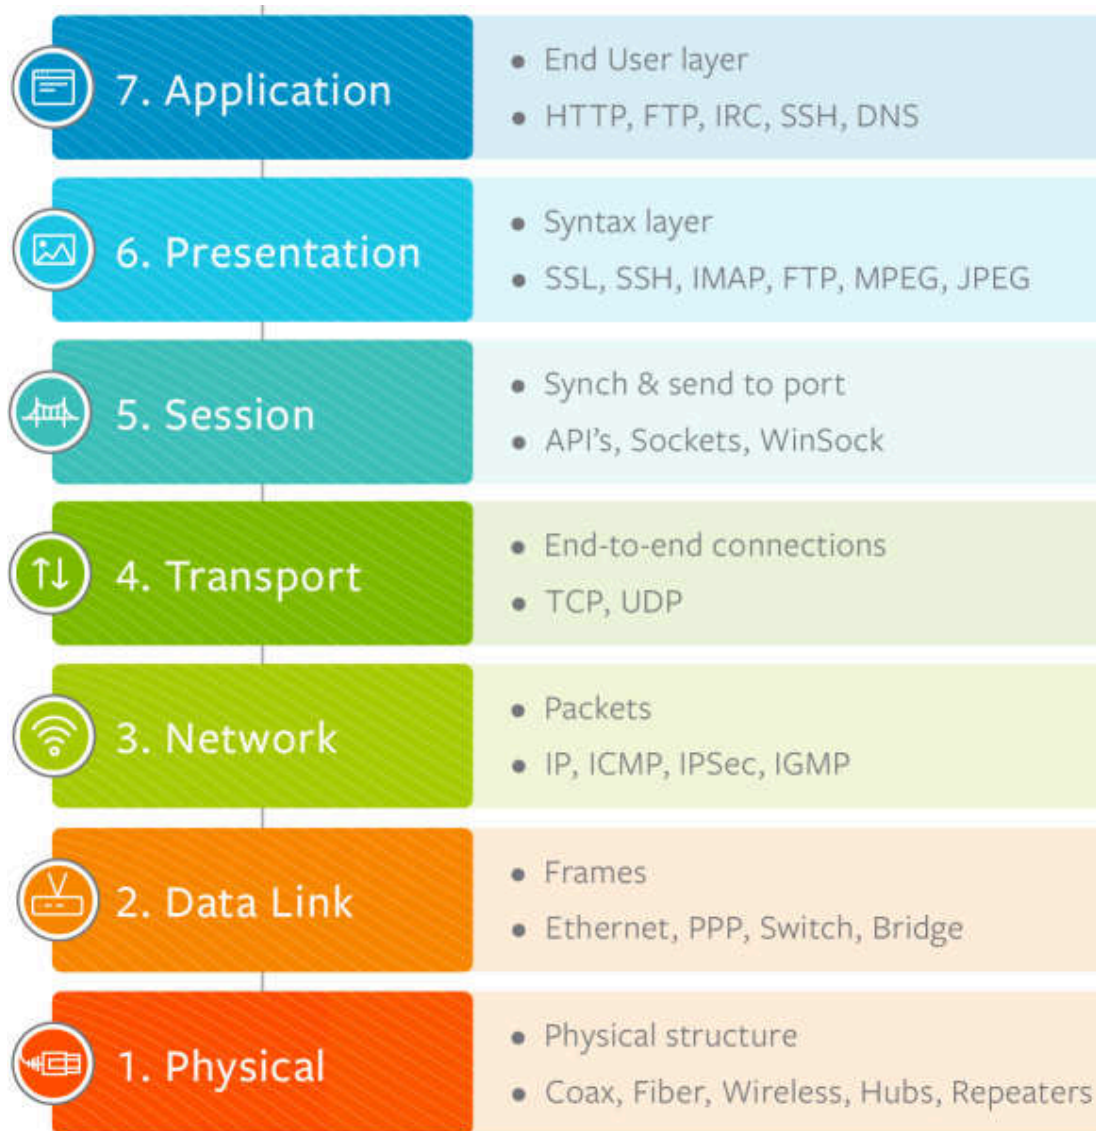 7. Application
• End User layer
• HTTP, FTP, IRC, SSH, DNS
6. Presentation
• Syntax layer
• SSL, SSH, IMAP, FTP, MPEG, JPEG
5. Session
• Synch & send to port
• API's, Sockets, WinSock
4. Transport
• End-to-end connections
• TCP, UDP
3. Network
• Packets
• IP, ICMP, IPSec, IGMP
2. Data Link
• Frames
• Ethernet, PPP, Switch, Bridge
1. Physical
• Physical structure
• Coax, Fiber, Wireless, Hubs, Repeaters